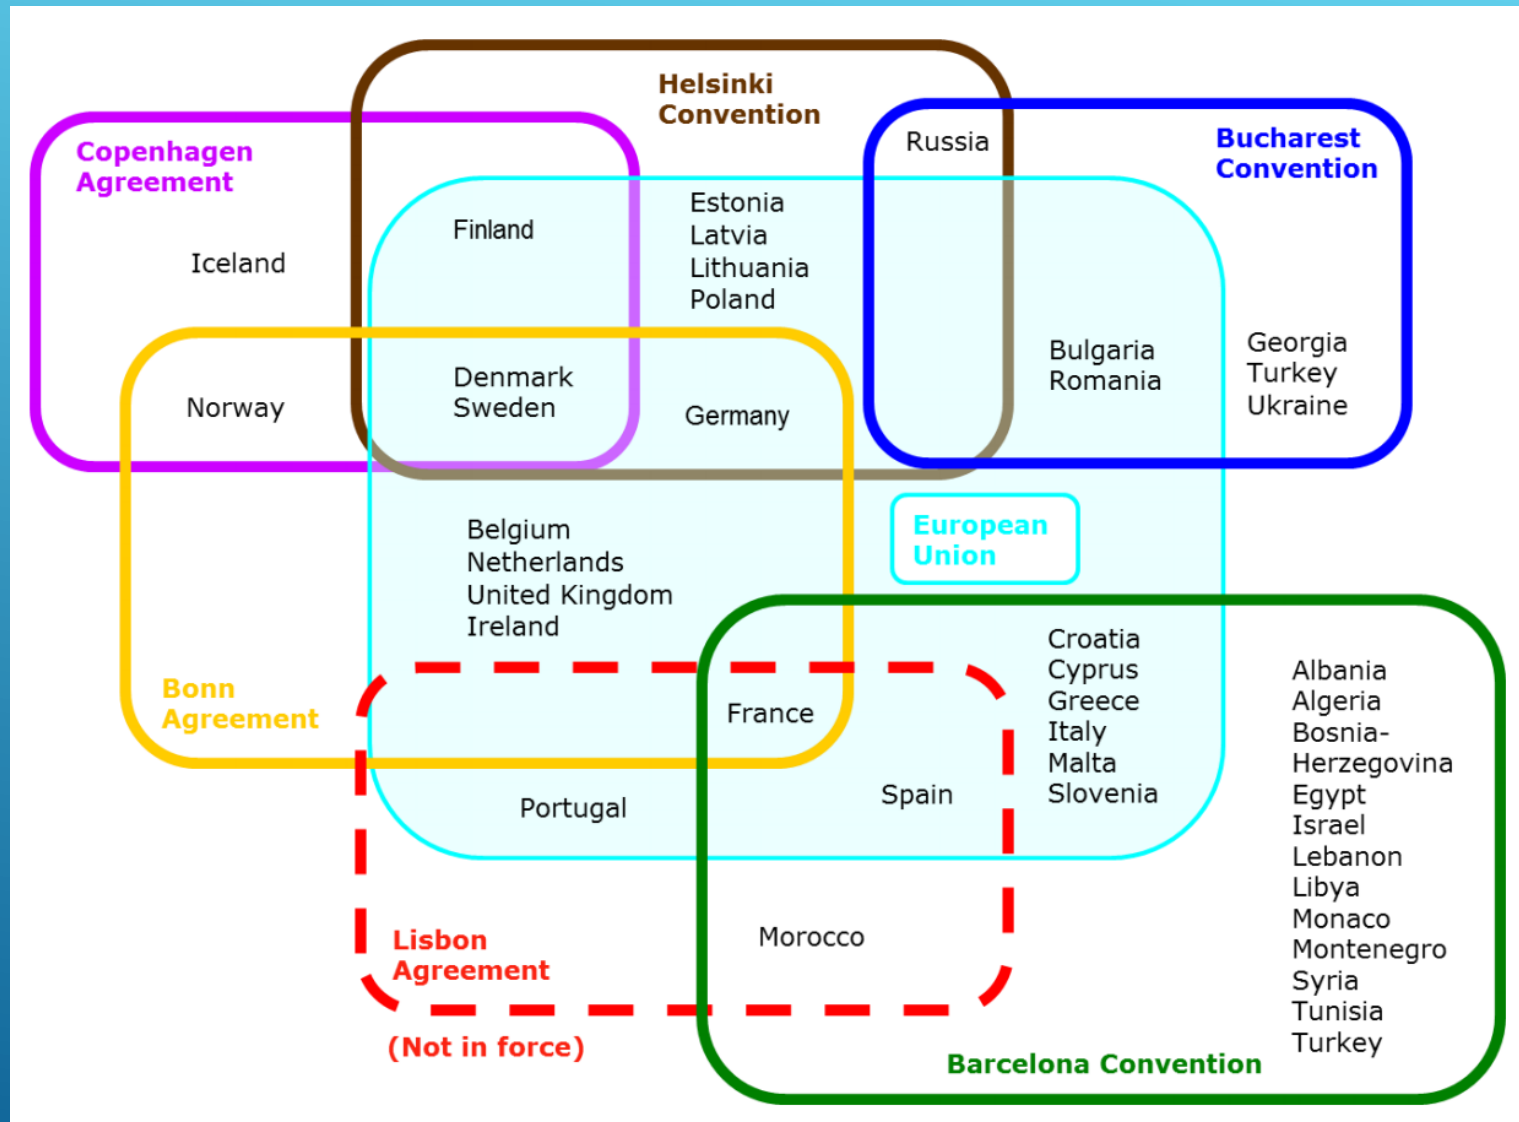 Helsinki
Convention
Copenhagen
Agreement
Russia
Bucharest
Convention
Iceland
Finland
Estonia
Latvia
Lithuania
Poland
Norway
Denmark
Sweden
Germany
Bulgaria
Romania
Georgia
Turkey
Ukraine
European
Union
Belgium
Netherlands
United Kingdom
Ireland
Bonn
Agreement
France
Portugal
Spain
Croatia
Cyprus
Greece
Italy
Malta
Slovenia
Albania
Algeria
Bosnia-
Herzegovina
Egypt
Israel
Lebanon
Libya
Monaco
Montenegro
Syria
Tunisia
Turkey
Morocco
Lisbon
Agreement
(Not in force)
Barcelona Convention